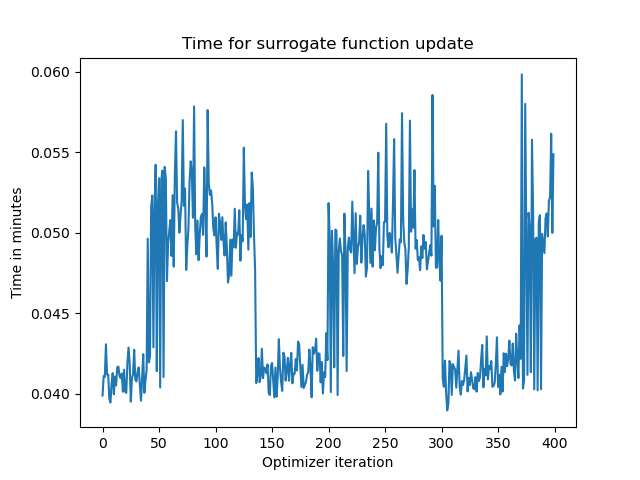 Time for surrogate function update
0.060
0.055
0.050
0.045
0.040
Time in minutes
0 50 100 150 200 250 300 350 400
Optimizer iteration